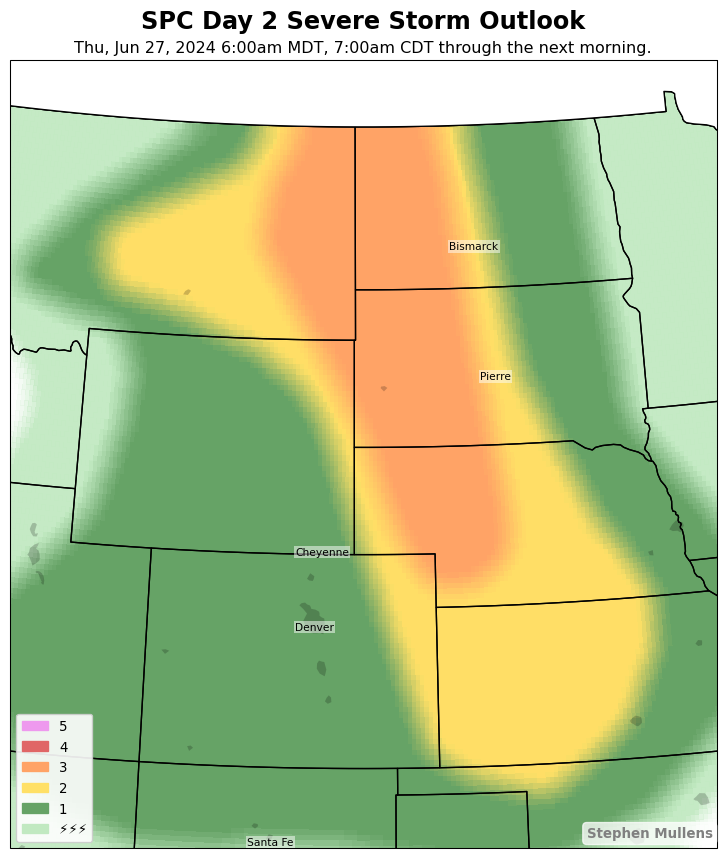 SPC Day 2 Severe Storm Outlook
Thu, Jun 27, 2024 6:00am MDT, 7:00am CDT through the next morning.
Bismarck
Pierre
Cheyenne
Denver
5
4
3
2
1
⚡⚡⚡
Stephen Mullens
Santa Fe